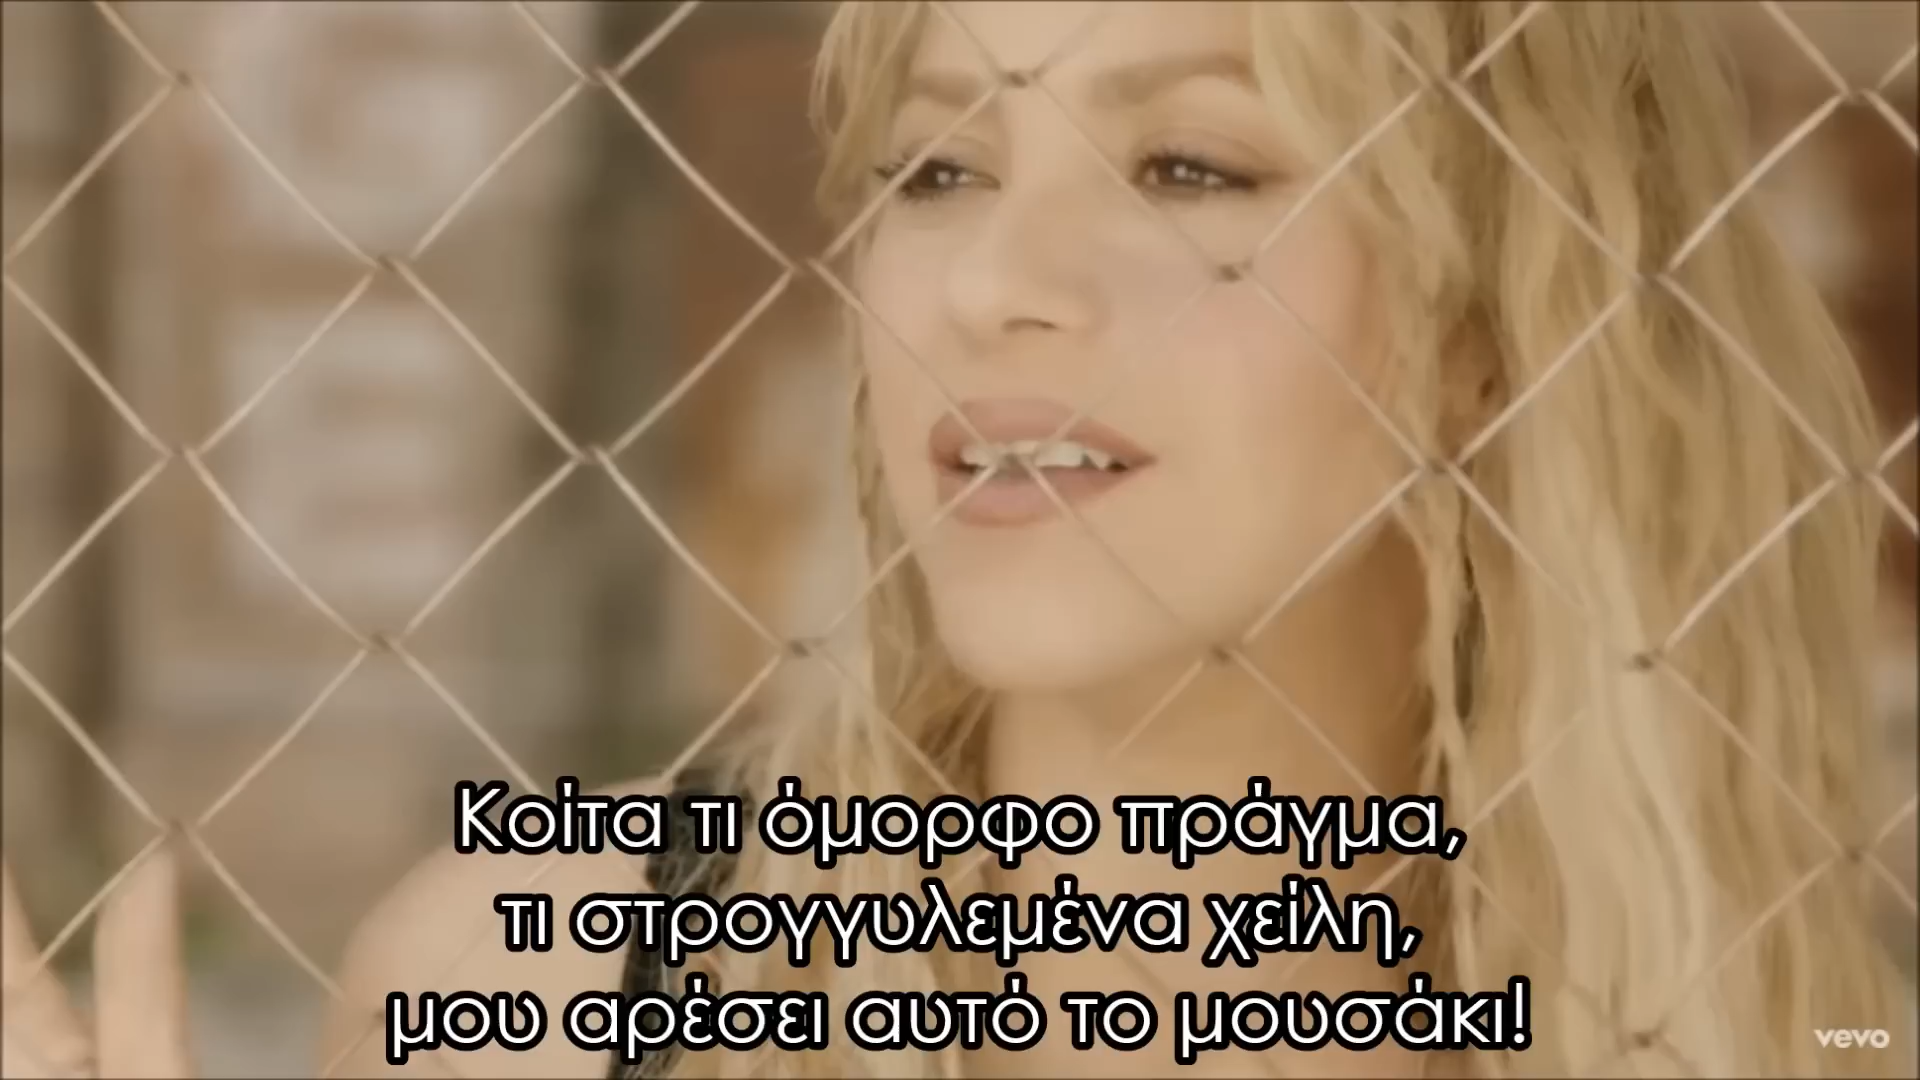 Κοίτα τι όμορφο πράγμα,
τι στρογγυλεμένα χείλη,
μου αρέσει αυτό το μουσάκι!
vevo